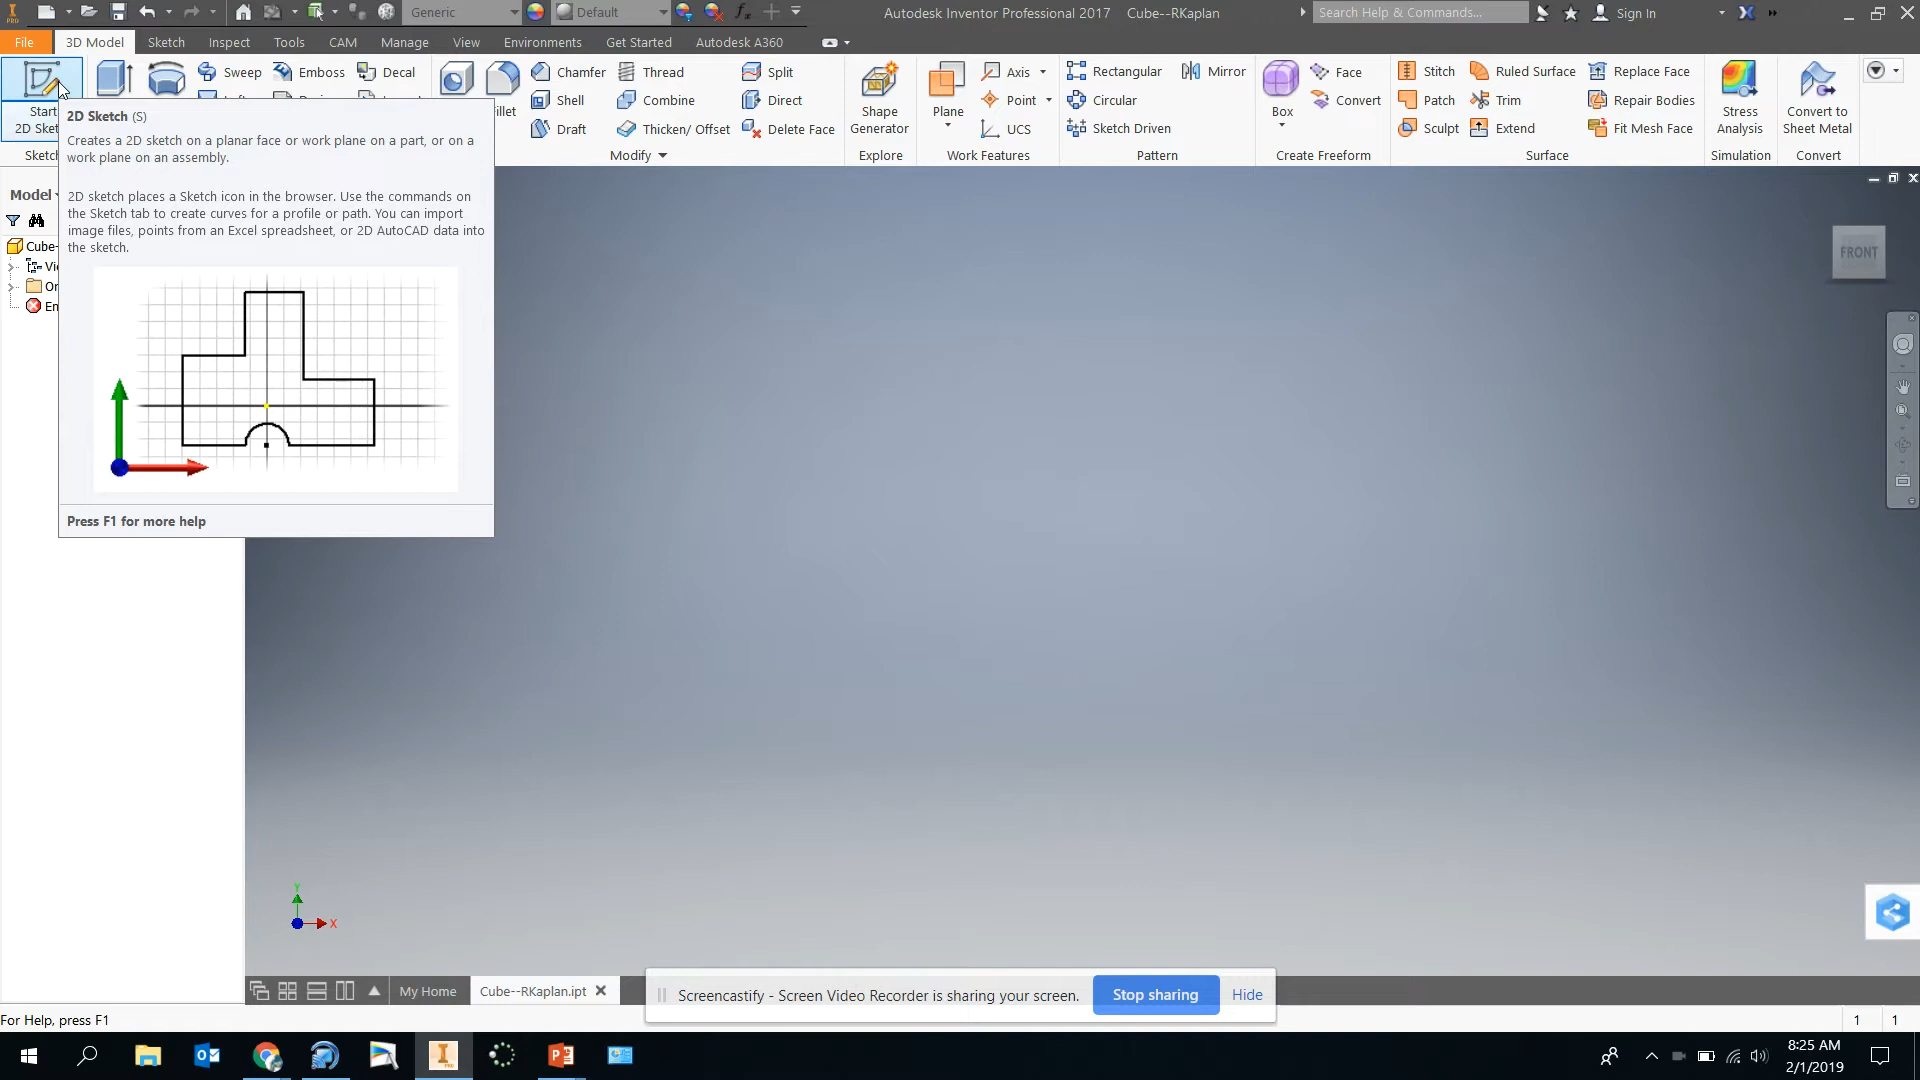 Generic
Default
Autodesk Inventor Professional 2017 Cube--RKaplan
Search Help & Commands...
Sign In
File
3D Model
Sketch
Inspect
Tools
CAM
Manage
View
Environments
Get Started
Autodesk A360
Start
2D Sket
Sketch
Sweep
Emboss
Decal
Chamfer
Shell
Draft
Thread
Combine
Thicken/ Offset
Split
Direct
Delete Face
Modify
Shape
Generator
Explore
Plane
Axis
Point
UCS
Work Features
Rectangular
Mirror
Circular
Sketch Driven
Pattern
Box
Face
Convert
Create Freeform
Stitch
Ruled Surface
Replace Face
Patch
Trim
Repair Bodies
Sculpt
Extend
Fit Mesh Face
Surface
Stress
Analysis
Simulation
Convert to
Sheet Metal
Convert
2D Sketch (S)
Creates a 2D sketch on a planar face or work plane on a part, or on a
work plane on an assembly.
2D sketch places a Sketch icon in the browser. Use the commands on
the Sketch tab to create curves for a profile or path. You can import
image files, points from an Excel spreadsheet, or 2D AutoCAD data into
the sketch.
Press F1 for more help
Model
Cube-
Vi
Or
En
FRONT
Y
X
My Home
Cube--RKaplan.ipt
Screencastify - Screen Video Recorder is sharing your screen.
Stop sharing
Hide
For Help, press F1
1
1
8:25 AM
2/1/2019